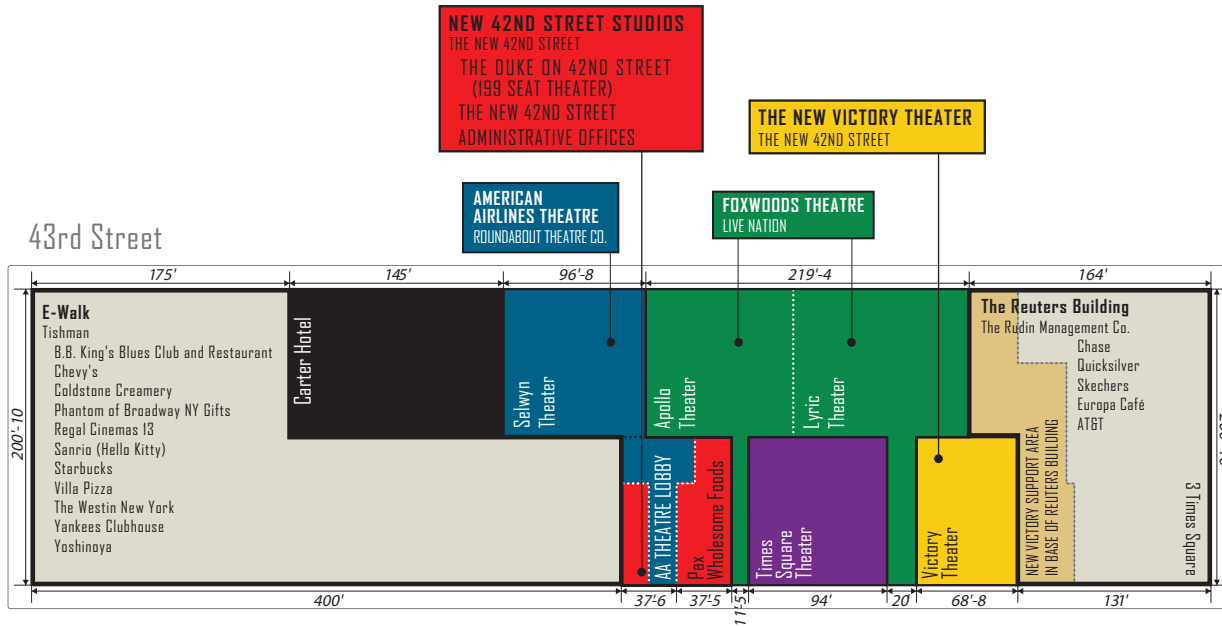 NEW 42ND STREET STUDIOS
THE NEW 42ND STREET
THE DUKE ON 42ND STREET
(199 SEAT THEATER)
THE NEW 42ND STREET
ADMINISTRATIVE OFFICES
THE NEW VICTORY THEATER
THE NEW 42ND STREET
AMERICAN
AIRLINES THEATRE
ROUNDABOUT THEATRE CO.
FOXWOODS THEATRE
LIVE NATION
43rd Street
175'
145'
96'-8
219'-4
164'
200'-10
E-Walk
Tishman
B.B. King's Blues Club and Restaurant
Chevy's
Coldstone Creamery
Phantom of Broadway NY Gifts
Regal Cinemas 13
Sanrio (Hello Kitty)
Starbucks
Villa Pizza
The Westin New York
Yankees Clubhouse
Yoshinoya
Carter Hotel
Selwyn
Theater
Apollo
Theater
Lyric
Theater
AA THEATRE LOBBY
Pax
Wholesome Foods
Times
Square
Theater
Victory
Theater
NEW VICTORY SUPPORT AREA
IN BASE OF REUTERS BUILDING
The Reuters Building
The Rudin Management Co.
Chase
Quicksilver
Skechers
Europa Café
AT&T
3 Times Square
400'
37'-6
37'-5
11'-5
94'
20'
68'-8
131'